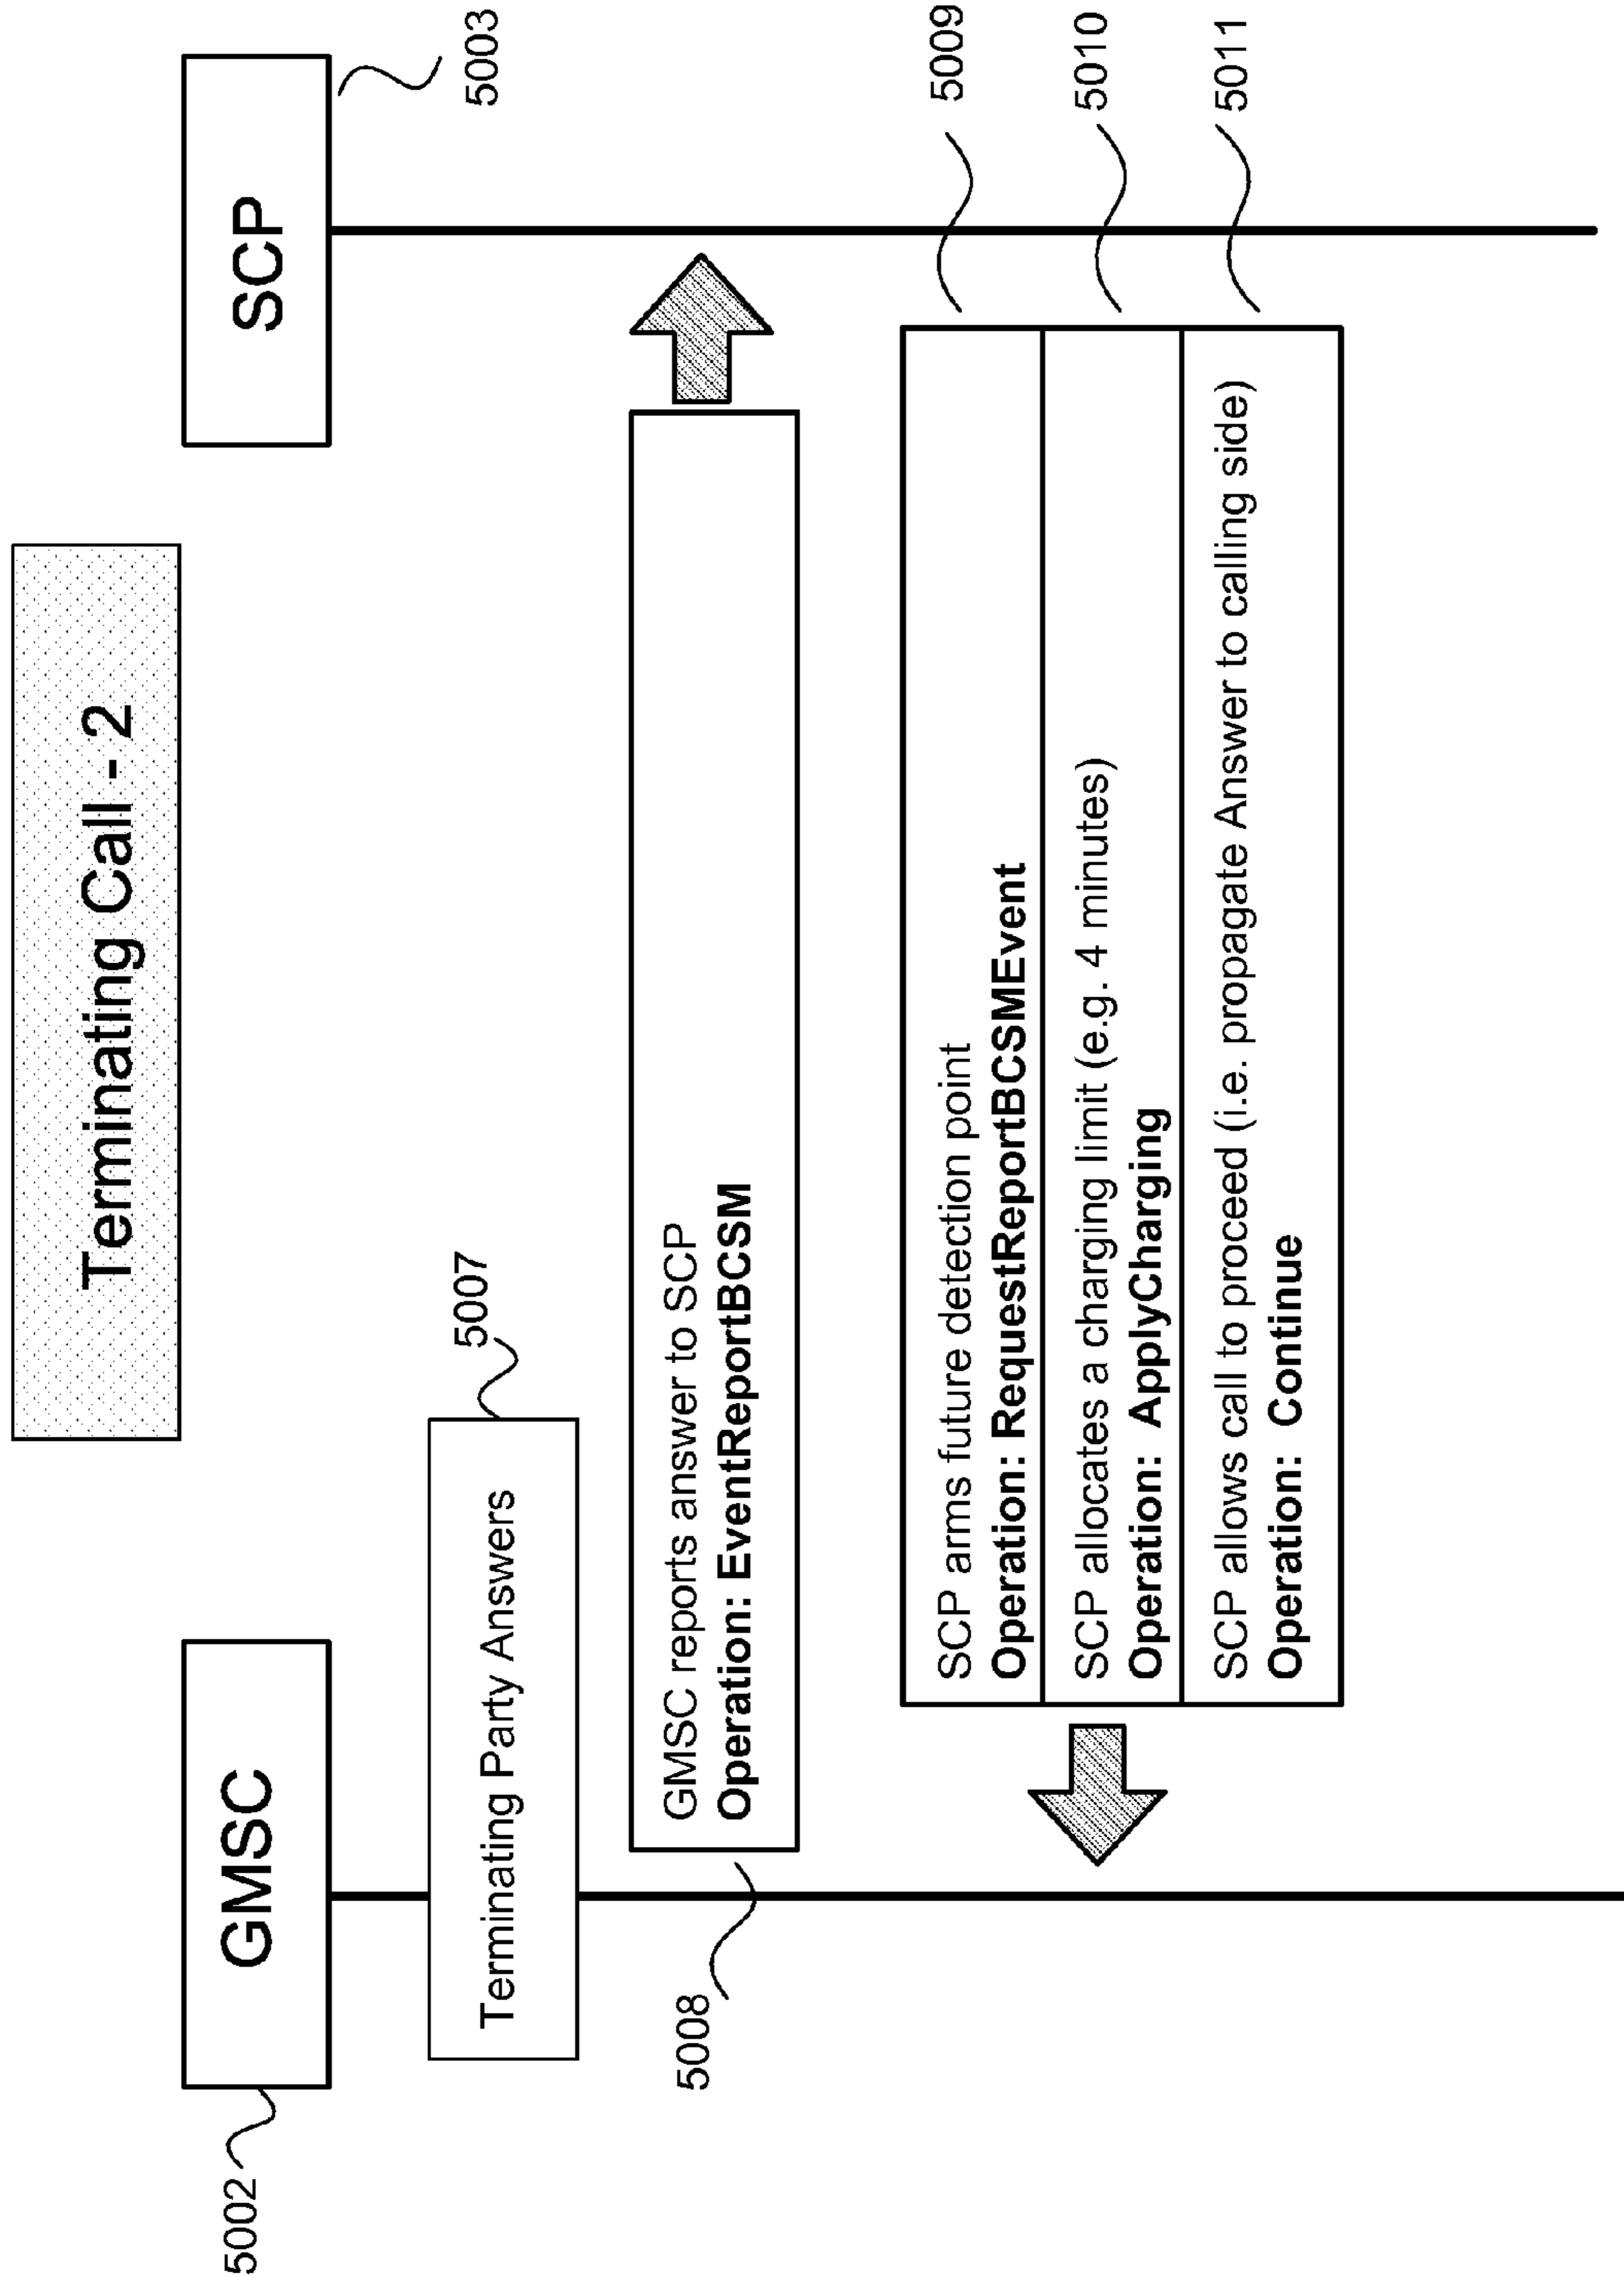 Terminating Call - 2
5002
GMSC
SCP
5003
5007
Terminating Party Answers
5008
GMSC reports answer to SCP
Operation: EventReportBCSM
5009
SCP arms future detection point
Operation: RequestReportBCSMEvent
5010
SCP allocates a charging limit (e.g. 4 minutes)
Operation: ApplyCharging
5011
SCP allows call to proceed (i.e. propagate Answer to calling side)
Operation: Continue